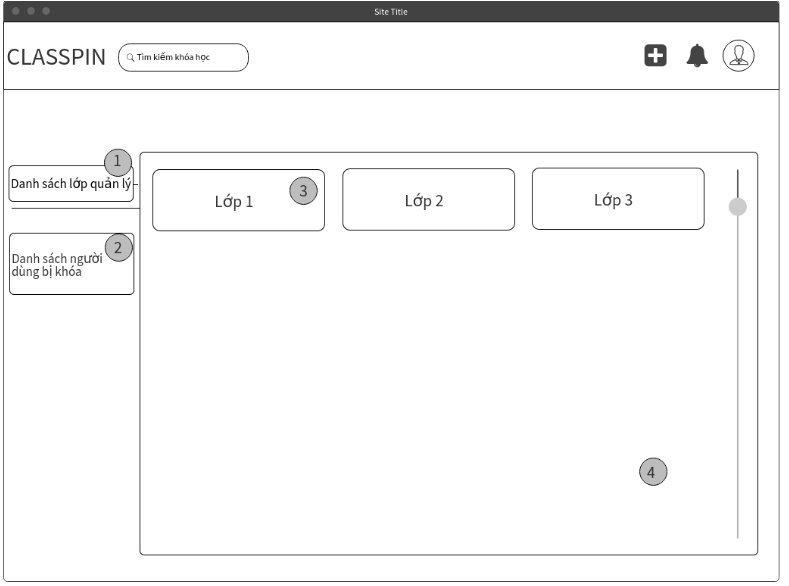 Site Title
CLASSPIN
Tìm kiếm khóa học
1
Danh sách lớp quản lý
2
Danh sách người
dùng bị khóa
Lớp 1
3
Lớp 2
Lớp 3
4